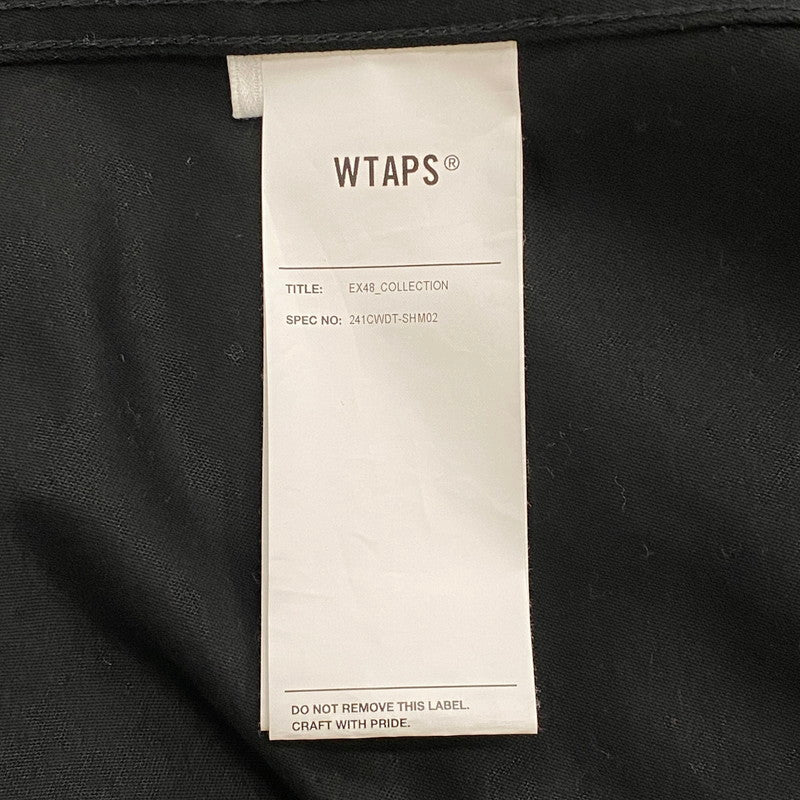 WTAPS®
TITLE: EX48_COLLECTION
SPEC NO: 241CWDT-SHM02
DO NOT REMOVE THIS LABEL.
CRAFT WITH PRIDE.